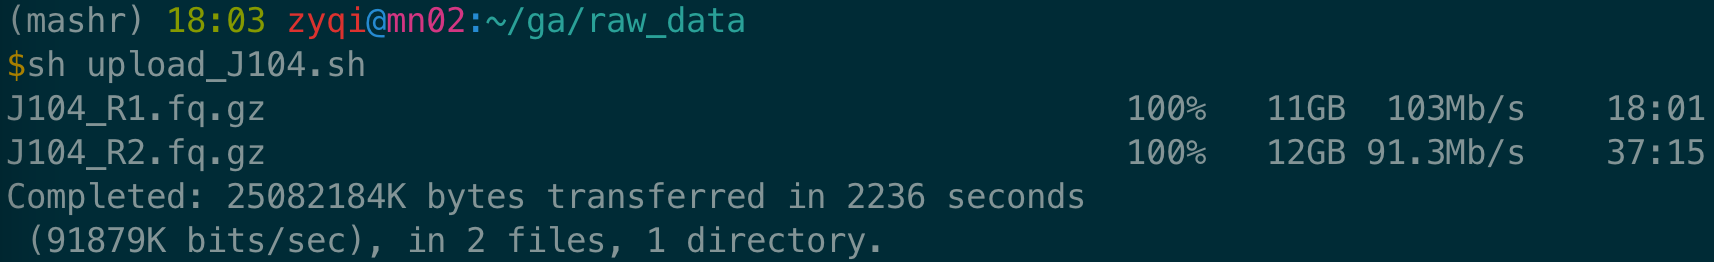 (mashr) 18:03 zyqi@mn02:~/ga/raw_data
$sh upload_J104.sh
J104_R1.fq.gz 100% 11GB 103Mb/s 18:01
J104_R2.fq.gz 100% 12GB 91.3Mb/s 37:15
Completed: 25082184K bytes transferred in 2236 seconds
(91879K bits/sec), in 2 files, 1 directory.